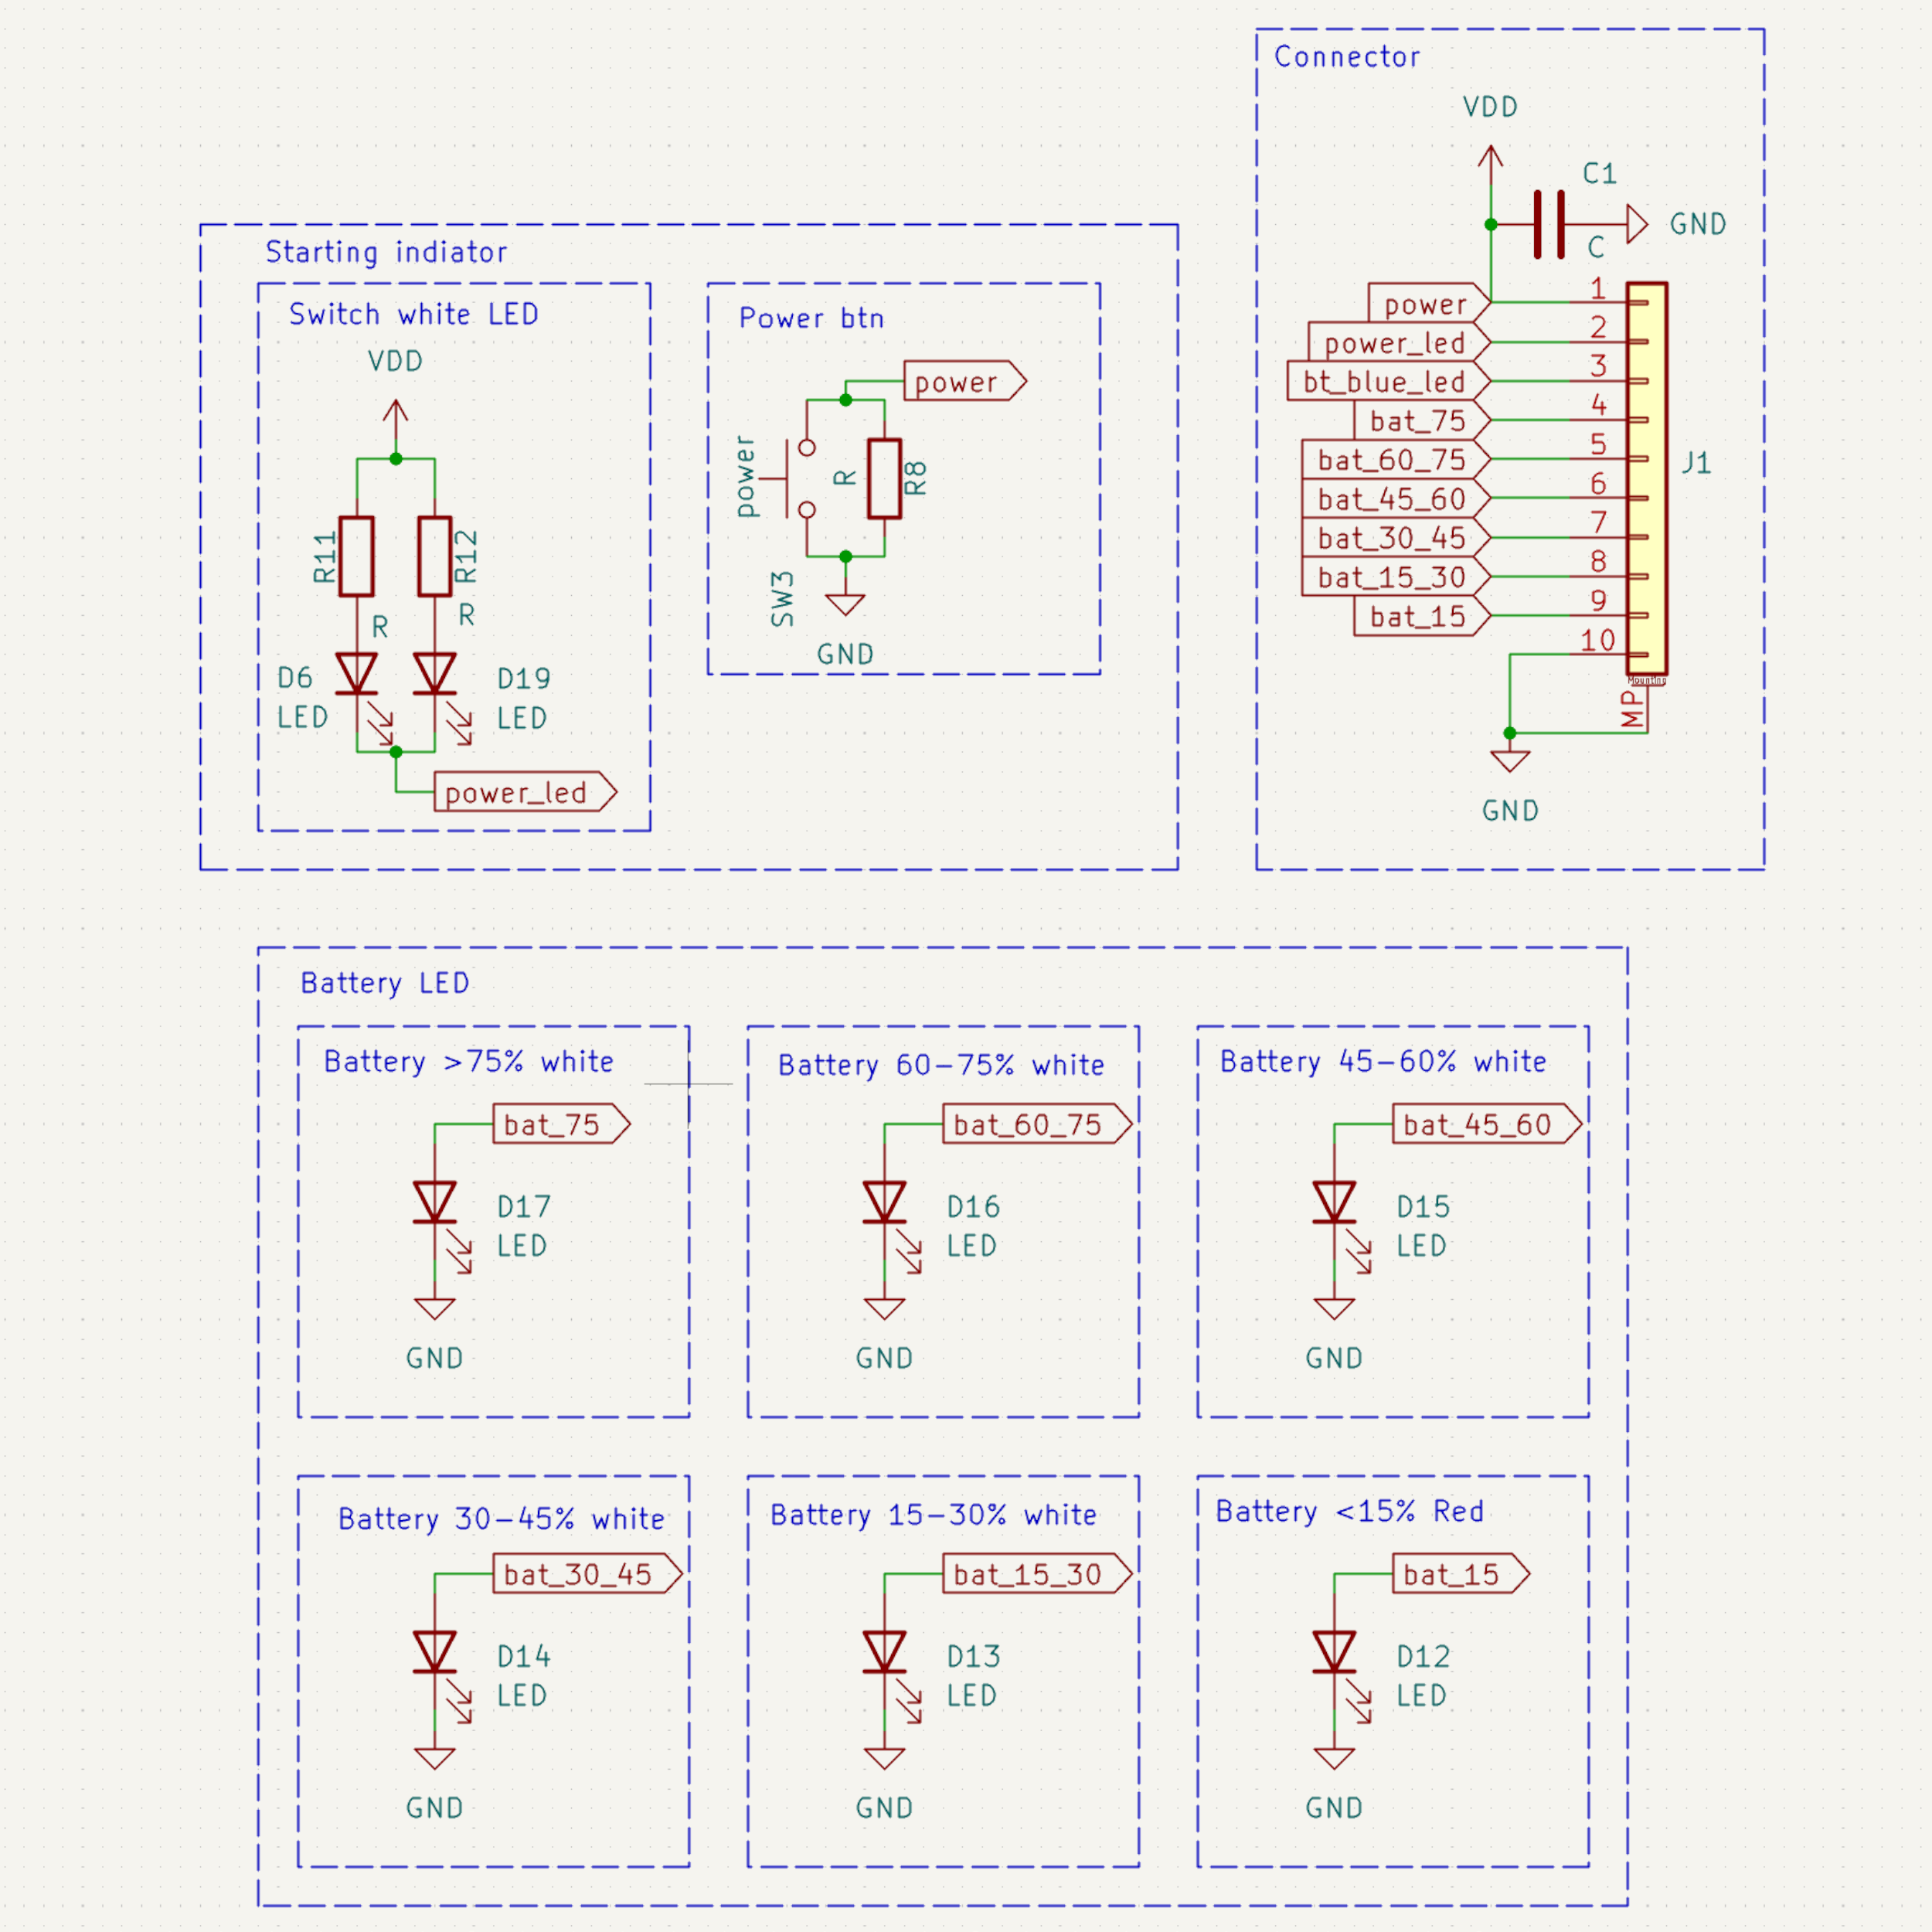 Connector
VDD
C1
GND
C
power
1
power_led
2
bt_blue_led
3
bat_75
4
bat_60_75
5
bat_45_60
6
bat_30_45
7
bat_15_30
8
bat_15
9
10
J1
Mounting
MP
GND
Starting indiator
Switch white LED
VDD
R11
R
R12
R
D6
LED
D19
LED
power_led
Power btn
power
power
R
R8
SW3
GND
Battery LED
Battery >75% white
bat_75
D17
LED
GND
Battery 60-75% white
bat_60_75
D16
LED
GND
Battery 45-60% white
bat_45_60
D15
LED
GND
Battery 30-45% white
bat_30_45
D14
LED
GND
Battery 15-30% white
bat_15_30
D13
LED
GND
Battery <15% Red
bat_15
D12
LED
GND